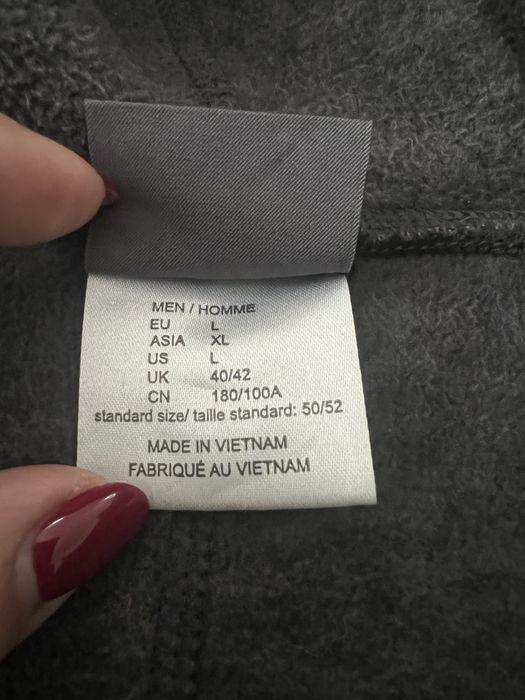 MEN / HOMME
EU L
ASIA XL
US L
UK 40/42
CN 180/100A
standard size/ taille standard: 50/52
MADE IN VIETNAM
FABRIQUÉ AU VIETNAM